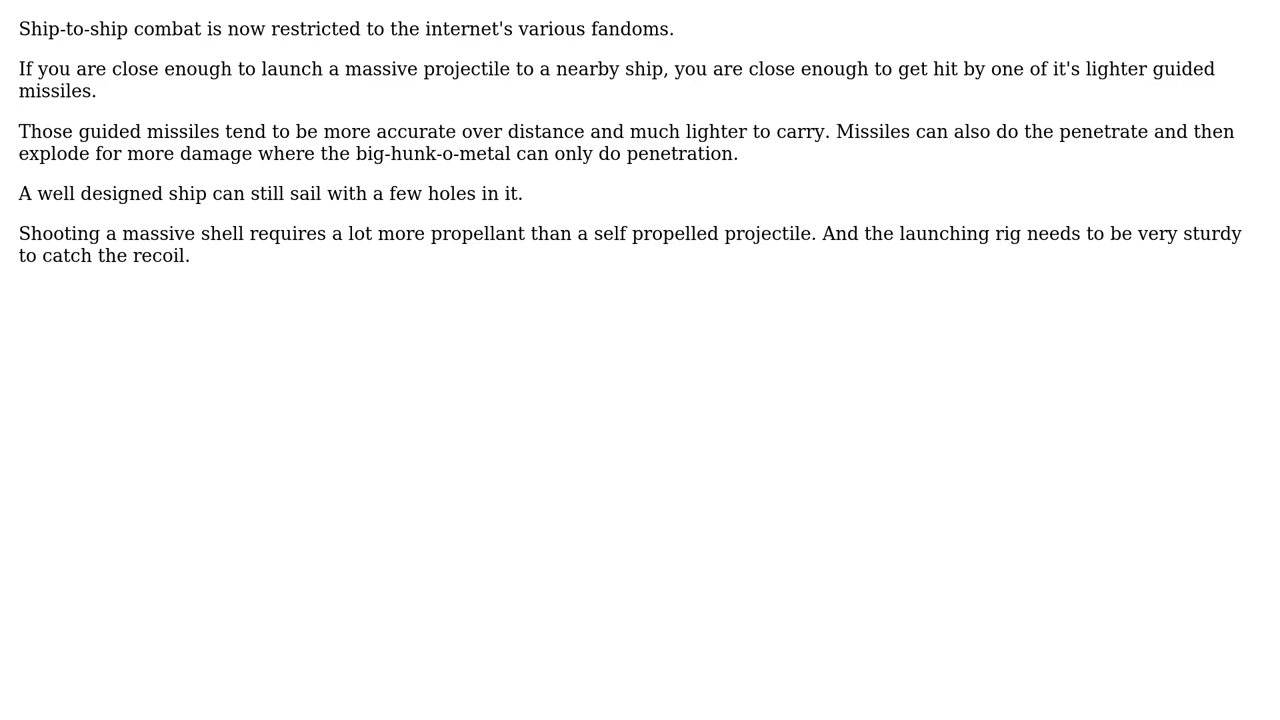 Ship-to-ship combat is now restricted to the internet's various fandoms.
If you are close enough to launch a massive projectile to a nearby ship, you are close enough to get hit by one of it's lighter guided
missiles.
Those guided missiles tend to be more accurate over distance and much lighter to carry. Missiles can also do the penetrate and then
explode for more damage where the big-hunk-o-metal can only do penetration.
A well designed ship can still sail with a few holes in it.
Shooting a massive shell requires a lot more propellant than a self propelled projectile. And the launching rig needs to be very sturdy
to catch the recoil.